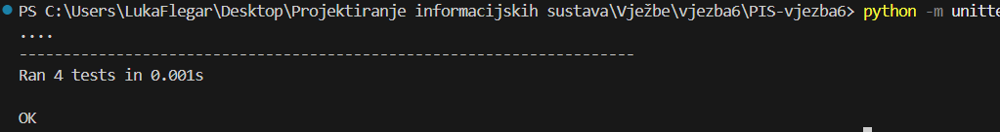 PS C:\Users\LukaFlegar\Desktop\Projektiranje informacijskih sustava\Vježbe\vjezba6\PIS-vjezba6> python -m unitte
....
----------------------------------------------------------------------
Ran 4 tests in 0.001s
OK